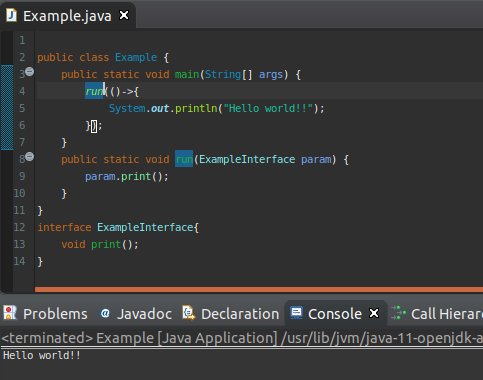 Example.java
1
2 public class Example {
3 public static void main(String[] args) {
4 run(()->{
5 System.out.println("Hello world!!");
6 });
7 }
8 public static void run(ExampleInterface param) {
9 param.print();
10 }
11 }
12 interface ExampleInterface{
13 void print();
14 }
Problems Javadoc Declaration Console Call Hierar
<terminated> Example [Java Application] /usr/lib/jvm/java-11-openjdk-a
Hello world!!